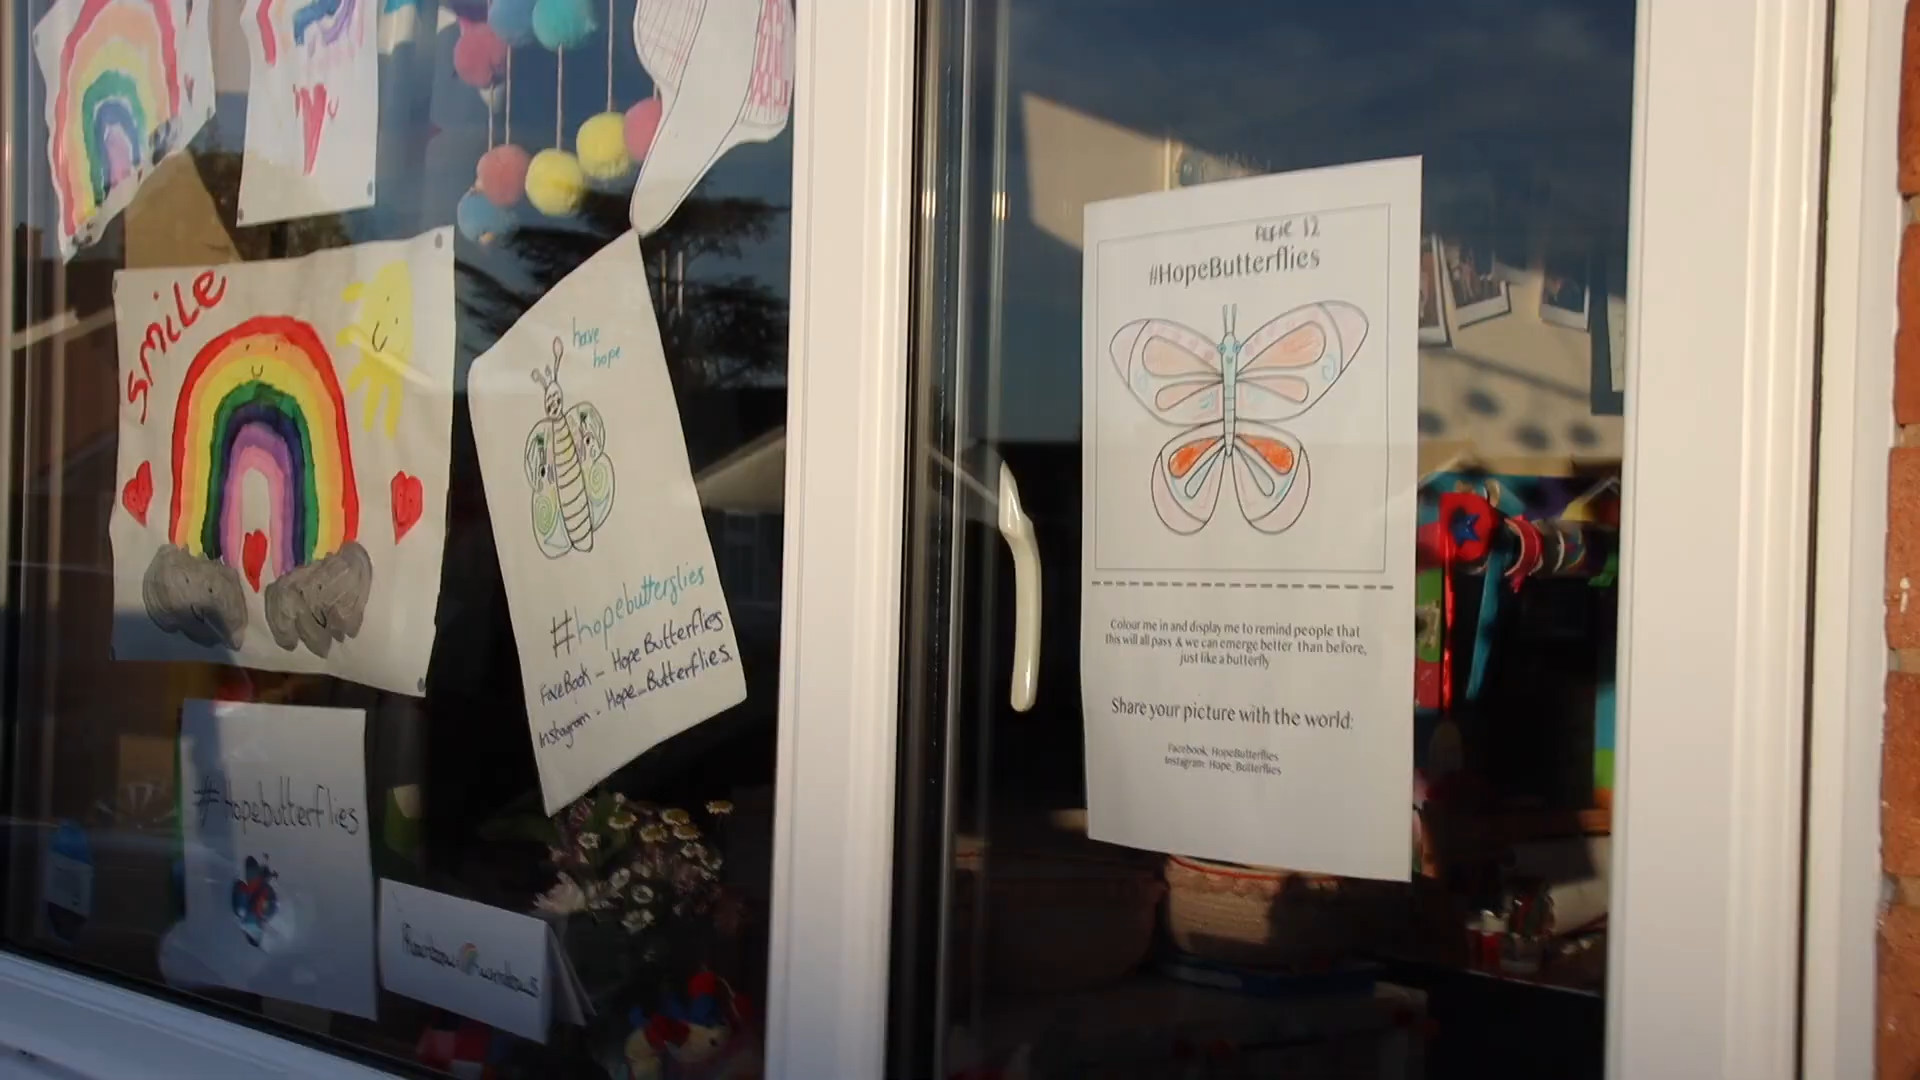 smiLe
have
hope
#hopebutterflies
FaceBook - Hope Butterflies
Instagram - Hope_Butterflies.
#hopebutterflies
12
#HopeButterflies
Colour me in and display me to remind people that
this will all pass & we can emerge better than before,
just like a butterfly
Share your picture with the world:
Facebook: HopeButterflies
Instagram: Hope_Butterflies